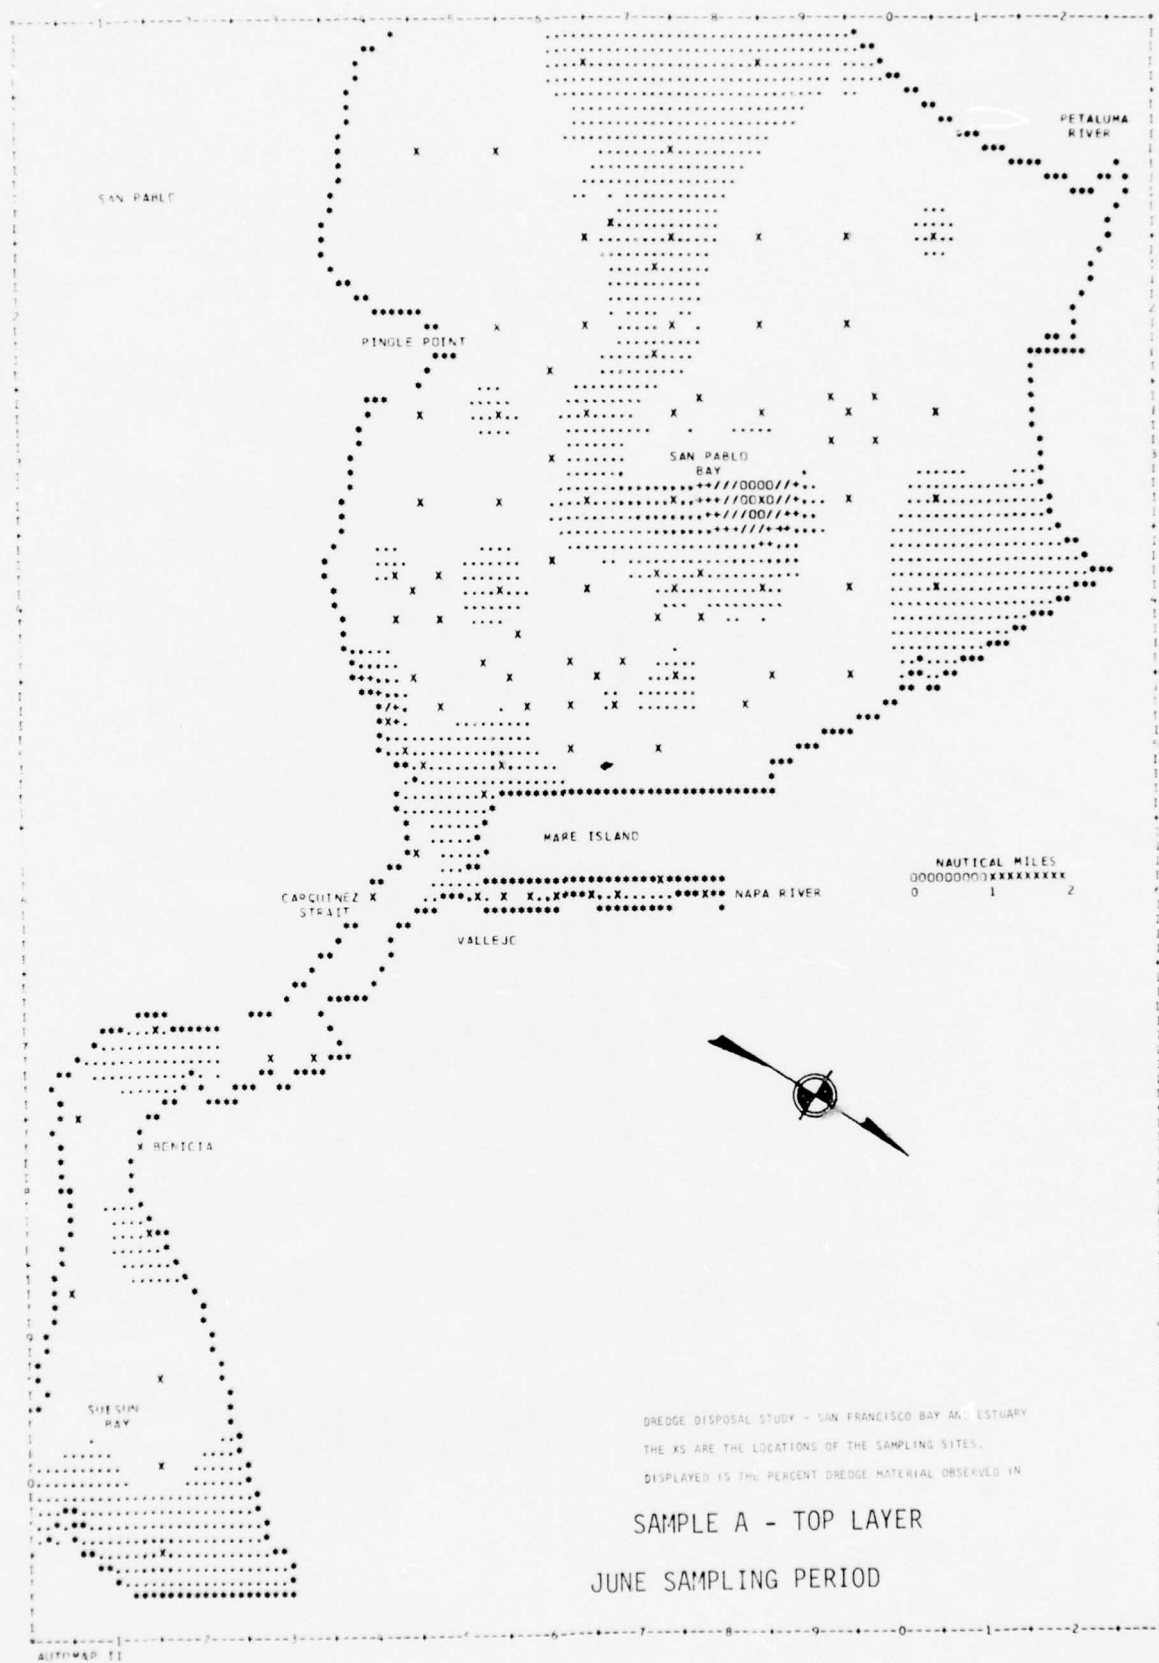 PETALUMA
RIVER
SAN PABLO
PINOLE POINT
SAN PABLO
BAY
MARE ISLAND
NAUTICAL MILES
0 1 2
CARQUINEZ
STRAIT
NAPA RIVER
VALLEJO
BENICIA
SUISUN
BAY
DREDGE DISPOSAL STUDY - SAN FRANCISCO BAY AND ESTUARY
THE XS ARE THE LOCATIONS OF THE SAMPLING SITES.
DISPLAYED IS THE PERCENT DREDGE MATERIAL OBSERVED IN
SAMPLE A - TOP LAYER
JUNE SAMPLING PERIOD
AUTOMAP II